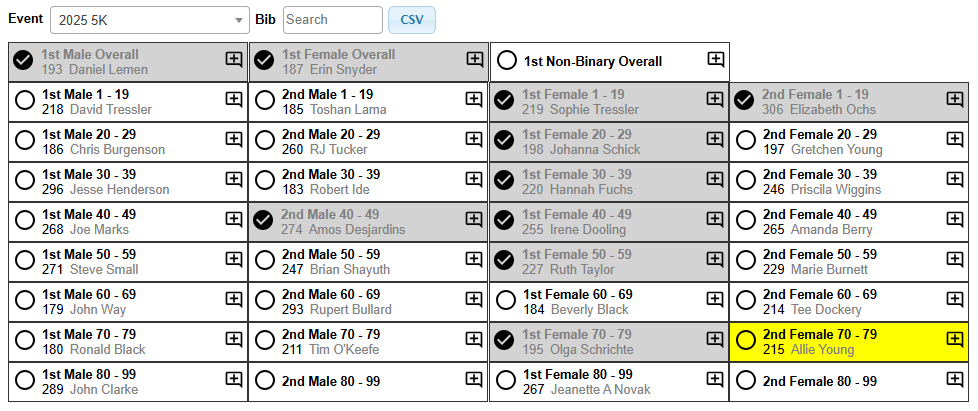 Event 2025 5K Bib Search CSV
1st Male Overall
193 Daniel Lemen
1st Female Overall
187 Erin Snyder
1st Non-Binary Overall
1st Male 1 - 19
218 David Tressler
2nd Male 1 - 19
185 Toshan Lama
1st Female 1 - 19
219 Sophie Tressler
2nd Female 1 - 19
306 Elizabeth Ochs
1st Male 20 - 29
186 Chris Burgenson
2nd Male 20 - 29
260 RJ Tucker
1st Female 20 - 29
198 Johanna Schick
2nd Female 20 - 29
197 Gretchen Young
1st Male 30 - 39
296 Jesse Henderson
2nd Male 30 - 39
183 Robert Ide
1st Female 30 - 39
220 Hannah Fuchs
2nd Female 30 - 39
246 Priscila Wiggins
1st Male 40 - 49
268 Joe Marks
2nd Male 40 - 49
274 Amos Desjardins
1st Female 40 - 49
255 Irene Dooling
2nd Female 40 - 49
265 Amanda Berry
1st Male 50 - 59
271 Steve Small
2nd Male 50 - 59
247 Brian Shayuth
1st Female 50 - 59
227 Ruth Taylor
2nd Female 50 - 59
229 Marie Burnett
1st Male 60 - 69
179 John Way
2nd Male 60 - 69
293 Rupert Bullard
1st Female 60 - 69
184 Beverly Black
2nd Female 60 - 69
214 Tee Dockery
1st Male 70 - 79
180 Ronald Black
2nd Male 70 - 79
211 Tim O'Keefe
1st Female 70 - 79
195 Olga Schrichte
2nd Female 70 - 79
215 Allie Young
1st Male 80 - 99
289 John Clarke
2nd Male 80 - 99
1st Female 80 - 99
267 Jeanette A Novak
2nd Female 80 - 99